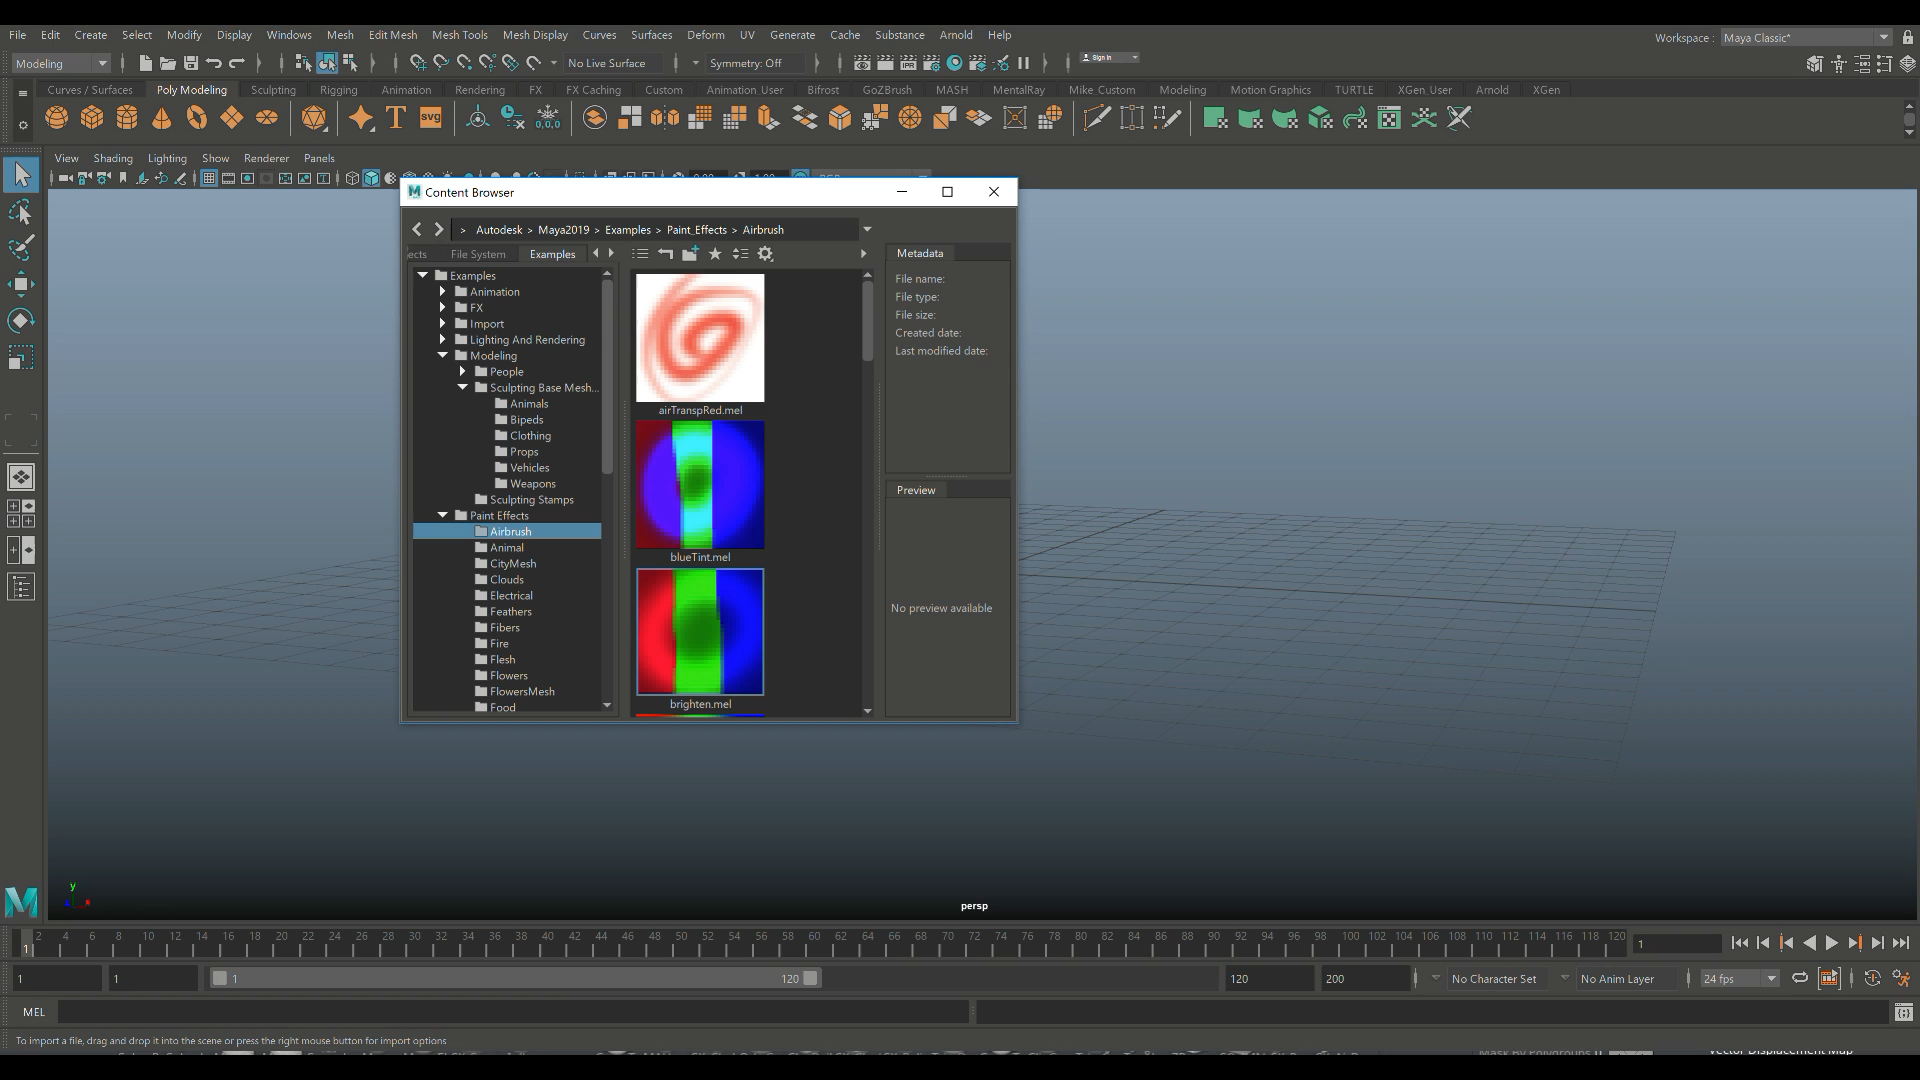 File Edit Create Select Modify Display Windows Mesh Edit Mesh Mesh Tools Mesh Display Curves Surfaces Deform UV Generate Cache Substance Arnold Help
Workspace : Maya Classic*
Modeling No Live Surface Symmetry: Off Sign In
Curves / Surfaces Poly Modeling Sculpting Rigging Animation Rendering FX FX Caching Custom Animation_User Bifrost GoZBrush MASH MentalRay Mike_Custom Modeling Motion Graphics TURTLE XGen_User Arnold XGen
T svg 0,0,0
View Shading Lighting Show Renderer Panels
Content Browser
> Autodesk > Maya2019 > Examples > Paint_Effects > Airbrush
ects File System Examples
Examples
Animation
FX
Import
Lighting And Rendering
Modeling
People
Sculpting Base Mesh...
Animals
Bipeds
Clothing
Props
Vehicles
Weapons
Sculpting Stamps
Paint Effects
Airbrush
Animal
CityMesh
Clouds
Electrical
Feathers
Fibers
Fire
Flesh
Flowers
FlowersMesh
Food
airTranspRed.mel
blueTint.mel
brighten.mel
Metadata
File name:
File type:
File size:
Created date:
Last modified date:
Preview
No preview available
y
persp
1 2 4 6 8 10 12 14 16 18 20 22 24 26 28 30 32 34 36 38 40 42 44 46 48 50 52 54 56 58 60 62 64 66 68 70 72 74 76 78 80 82 84 86 88 90 92 94 96 98 100 102 104 106 108 110 112 114 116 118 120 1
1 1 1 120 120 200 No Character Set No Anim Layer 24 fps
MEL
To import a file, drag and drop it into the scene or press the right mouse button for import options
Vector Displacement Map